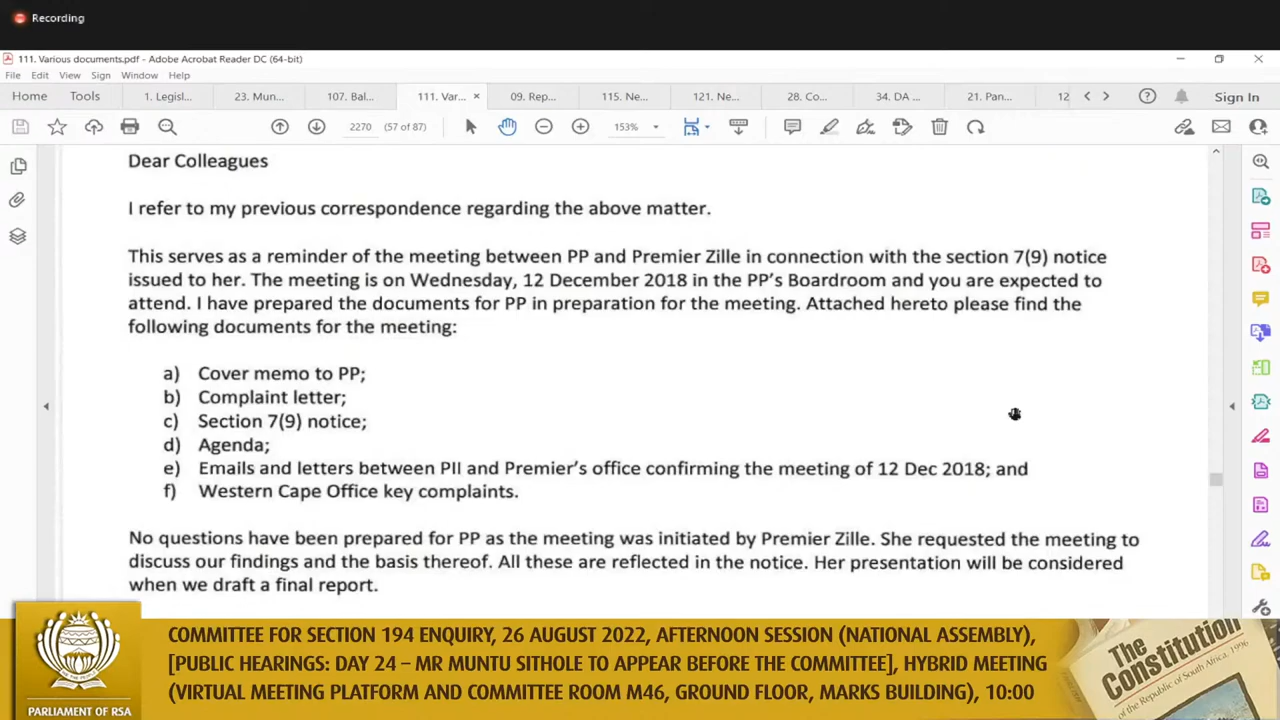 Recording
111. Various documents.pdf - Adobe Acrobat Reader DC (64-bit)
File Edit View Sign Window Help
Home Tools 1. Legisl... 23. Mun... 107. Bal... 111. Var... × 09. Rep... 115. Ne... 121. Ne... 28. Co... 34. DA ... 21. Pan... 12 Sign In
2270 (57 of 87) 153%
Dear Colleagues
I refer to my previous correspondence regarding the above matter.
This serves as a reminder of the meeting between PP and Premier Zille in connection with the section 7(9) notice
issued to her. The meeting is on Wednesday, 12 December 2018 in the PP's Boardroom and you are expected to
attend. I have prepared the documents for PP in preparation for the meeting. Attached hereto please find the
following documents for the meeting:
a) Cover memo to PP;
b) Complaint letter;
c) Section 7(9) notice;
d) Agenda;
e) Emails and letters between PII and Premier's office confirming the meeting of 12 Dec 2018; and
f) Western Cape Office key complaints.
No questions have been prepared for PP as the meeting was initiated by Premier Zille. She requested the meeting to
discuss our findings and the basis thereof. All these are reflected in the notice. Her presentation will be considered
when we draft a final report.
COMMITTEE FOR SECTION 194 ENQUIRY, 26 AUGUST 2022, AFTERNOON SESSION (NATIONAL ASSEMBLY),
[PUBLIC HEARINGS: DAY 24 – MR MUNTU SITHOLE TO APPEAR BEFORE THE COMMITTEE], HYBRID MEETING
(VIRTUAL MEETING PLATFORM AND COMMITTEE ROOM M46, GROUND FLOOR, MARKS BUILDING), 10:00
PARLIAMENT OF RSA
The
Constitution
of the Republic of South Africa, 1996